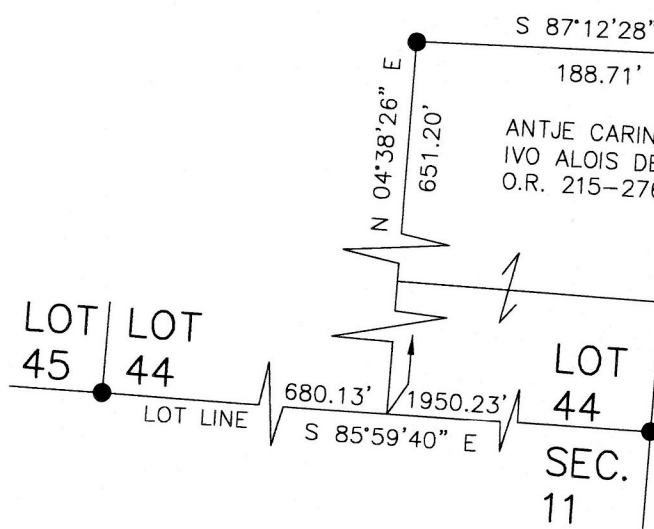 S 87°12'28"
188.71'
N 04°38'26" E
651.20'
ANTJE CARIN
IVO ALOIS DE
O.R. 215-276
LOT
45
LOT
44
LOT LINE
680.13'
1950.23'
S 85°59'40" E
LOT
44
SEC.
11